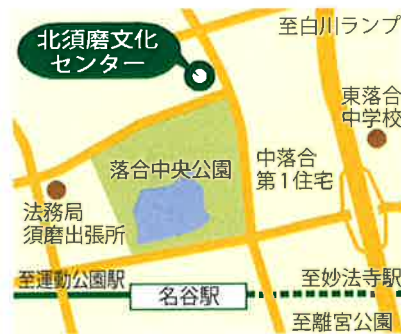 至白川ランプ
北須磨文化
センター
東落合
中学校
落合中央公園
中落合
第1住宅
法務局
須磨出張所
至運動公園駅
名谷駅
至妙法寺駅
至離宮公園